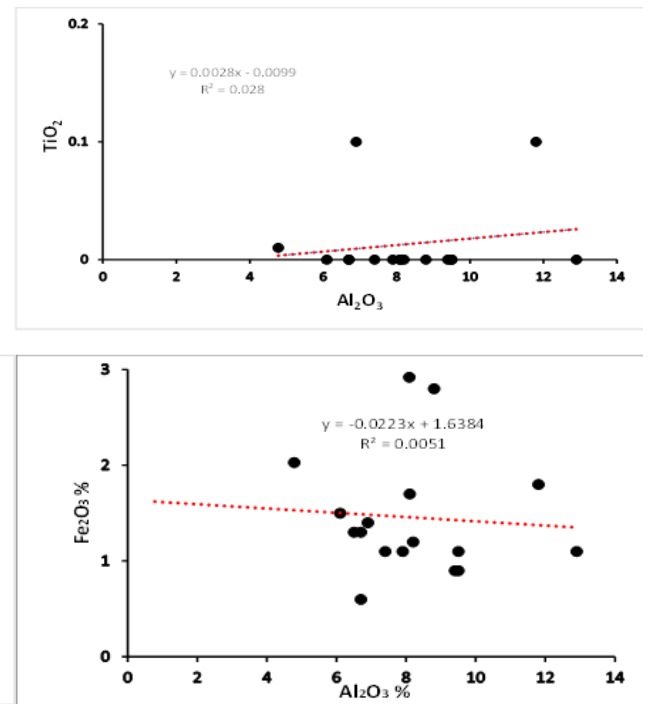 0.2
y = 0.0028x - 0.0099
R² = 0.028
TiO₂
0.1
0
0 2 4 6 8 10 12 14
Al₂O₃
3
y = -0.0223x + 1.6384
R² = 0.0051
2
Fe₂O₃ %
1
0
0 2 4 6 8 10 12 14
Al₂O₃ %